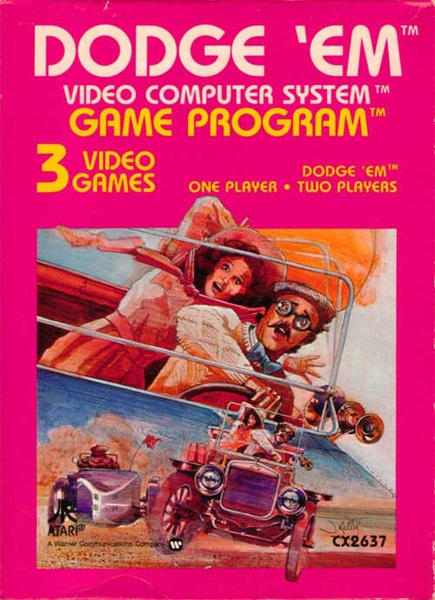 DODGE 'EM™
VIDEO COMPUTER SYSTEM™
GAME PROGRAM™
3 VIDEO GAMES
DODGE 'EM™
ONE PLAYER • TWO PLAYERS
J. Kelly
ATARI®
A Warner Communications Company
CX2637